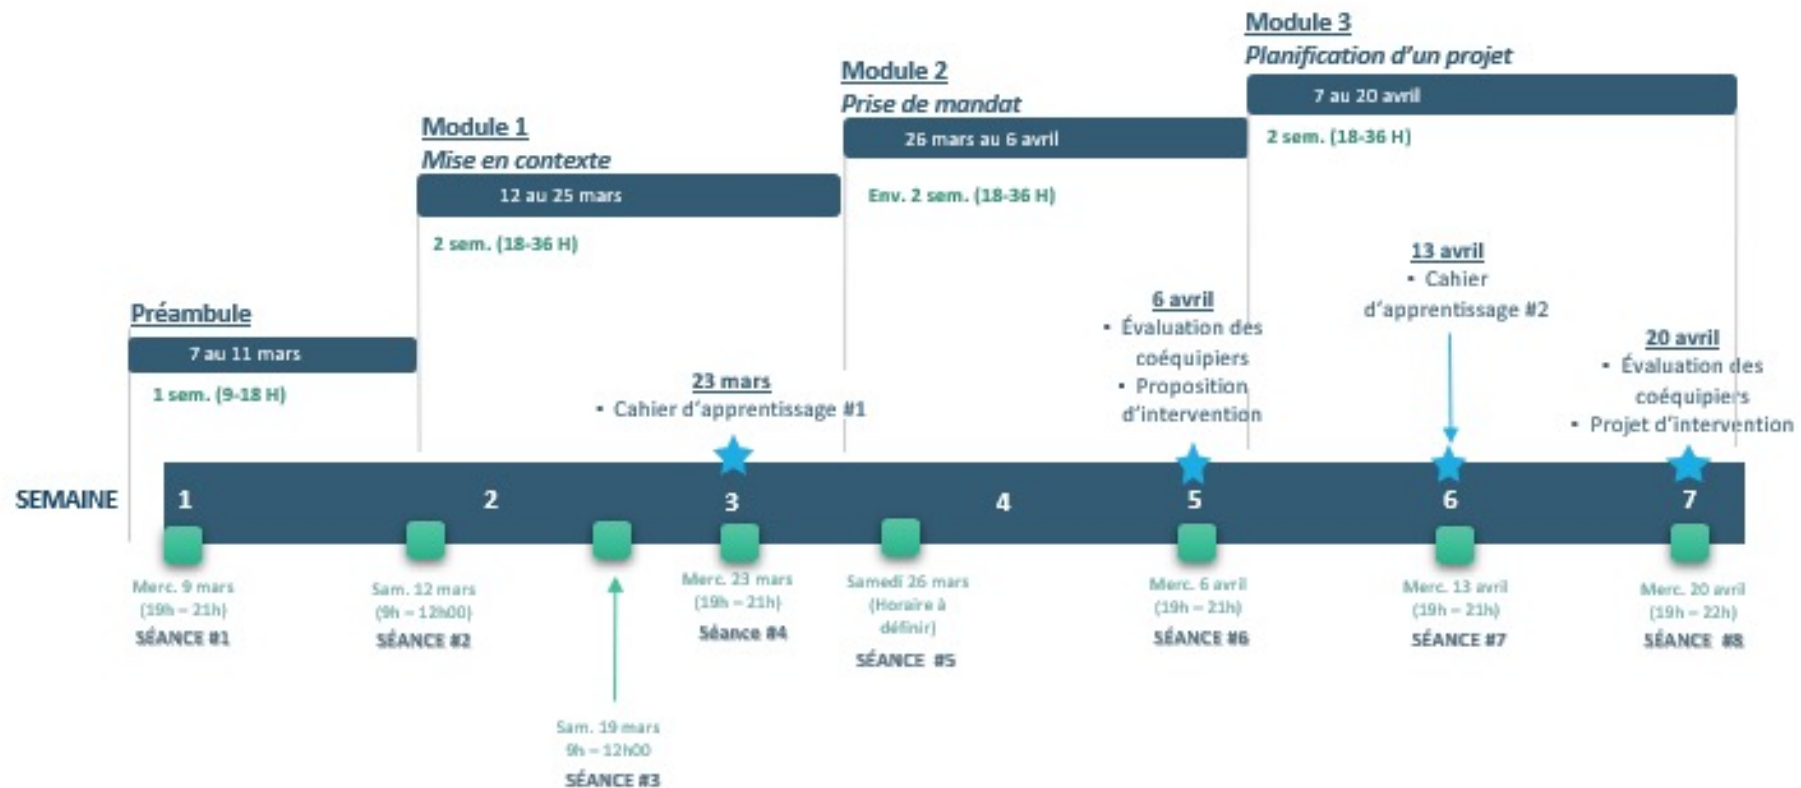 Module 3
Planification d'un projet
7 au 20 avril
2 sem. (18-36 H)
Module 2
Prise de mandat
26 mars au 6 avril
Env. 2 sem. (18-36 H)
Module 1
Mise en contexte
12 au 25 mars
2 sem. (18-36 H)
Préambule
7 au 11 mars
1 sem. (9-18 H)
23 mars
▪ Cahier d'apprentissage #1
6 avril
▪ Évaluation des
coéquipiers
▪ Proposition
d'intervention
13 avril
▪ Cahier
d'apprentissage #2
20 avril
▪ Évaluation des
coéquipiers
▪ Projet d'intervention
SEMAINE 1 2 3 4 5 6 7
Merc. 9 mars
(19h – 21h)
SÉANCE #1
Sam. 12 mars
(9h – 12h00)
SÉANCE #2
Sam. 19 mars
9h – 12h00
SÉANCE #3
Merc. 23 mars
(19h – 21h)
Séance #4
Samedi 26 mars
(Horaire à
définir)
SÉANCE #5
Merc. 6 avril
(19h – 21h)
SÉANCE #6
Merc. 13 avril
(19h – 21h)
SÉANCE #7
Merc. 20 avril
(19h – 22h)
SÉANCE #8